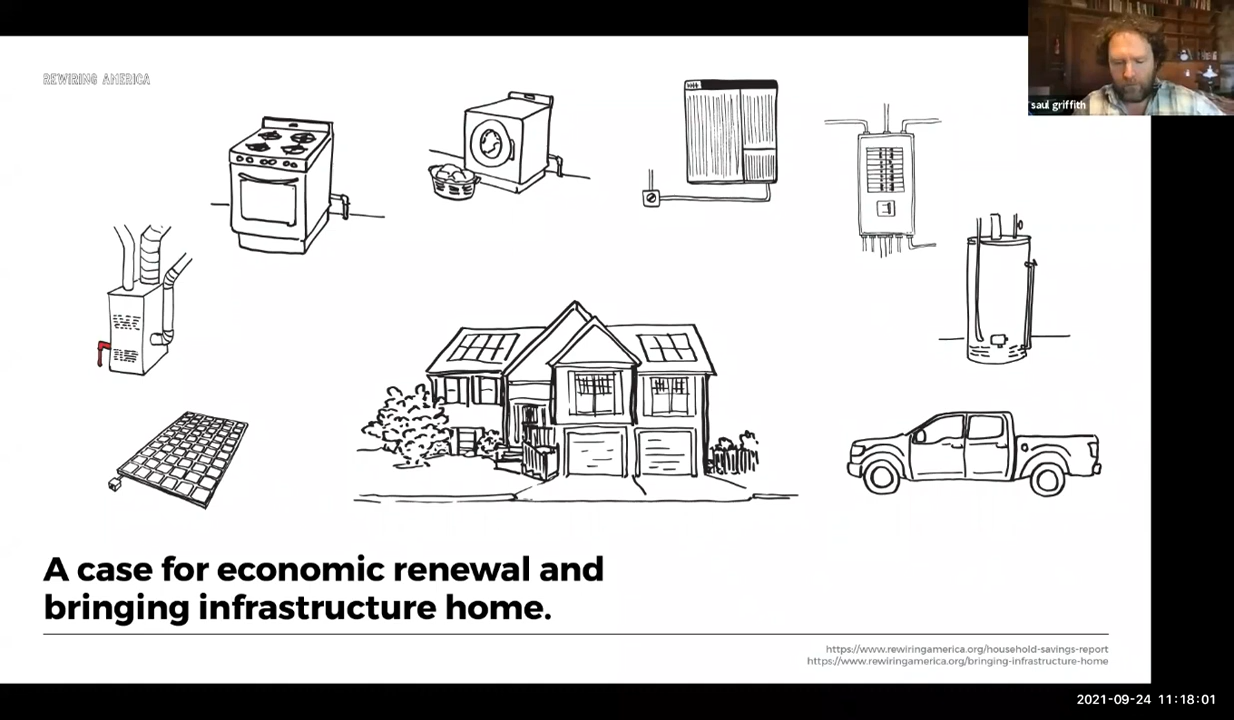 REWIRING AMERICA
saul griffith
A case for economic renewal and
bringing infrastructure home.
https://www.rewiringamerica.org/household-savings-report
https://www.rewiringamerica.org/bringing-infrastructure-home
2021-09-24 11:18:01